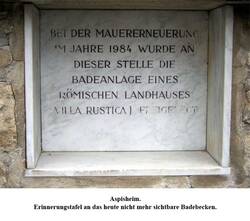 BEI DER MAUERERNEUERUNG
IM JAHRE 1984 WURDE AN
DIESER STELLE DIE
BADEANLAGE EINES
RÖMISCHEN LANDHAUSES
VILLA RUSTICA
Aspisheim.
Erinnerungstafel an das heute nicht mehr sichtbare Badebecken.